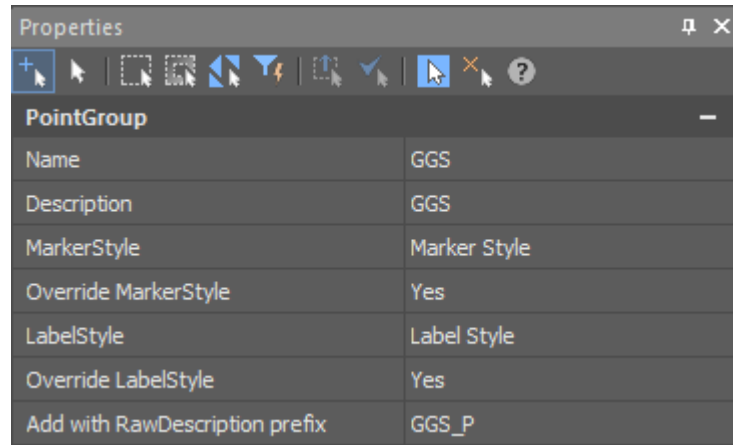 Properties
PointGroup
Name GGS
Description GGS
MarkerStyle Marker Style
Override MarkerStyle Yes
LabelStyle Label Style
Override LabelStyle Yes
Add with RawDescription prefix GGS_P